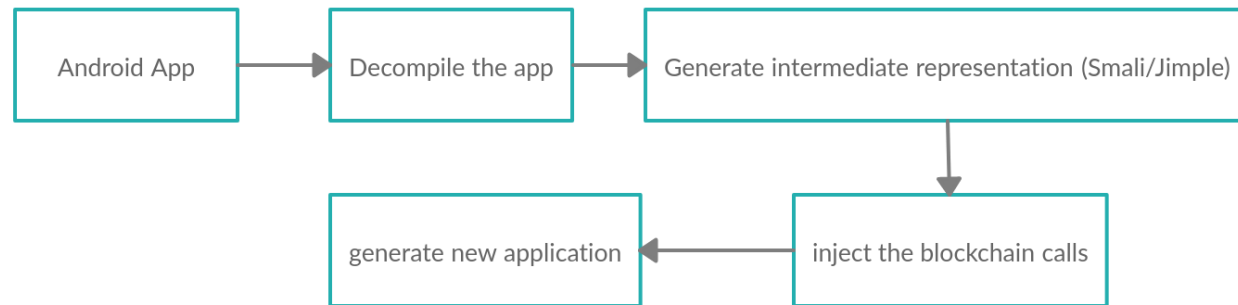 Android App
Decompile the app
Generate intermediate representation (Smali/Jimple)
inject the blockchain calls
generate new application